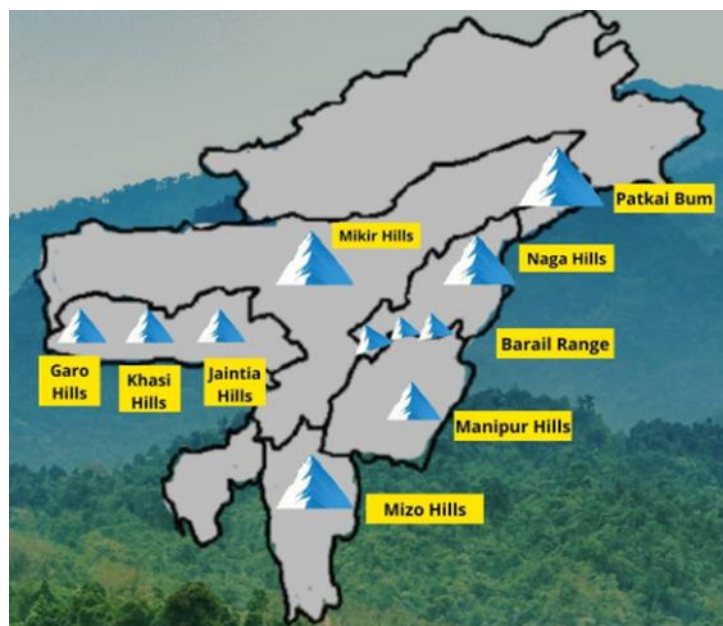 Patkai Bum
Mikir Hills
Naga Hills
Barail Range
Garo
Hills
Khasi
Hills
Jaintia
Hills
Manipur Hills
Mizo Hills